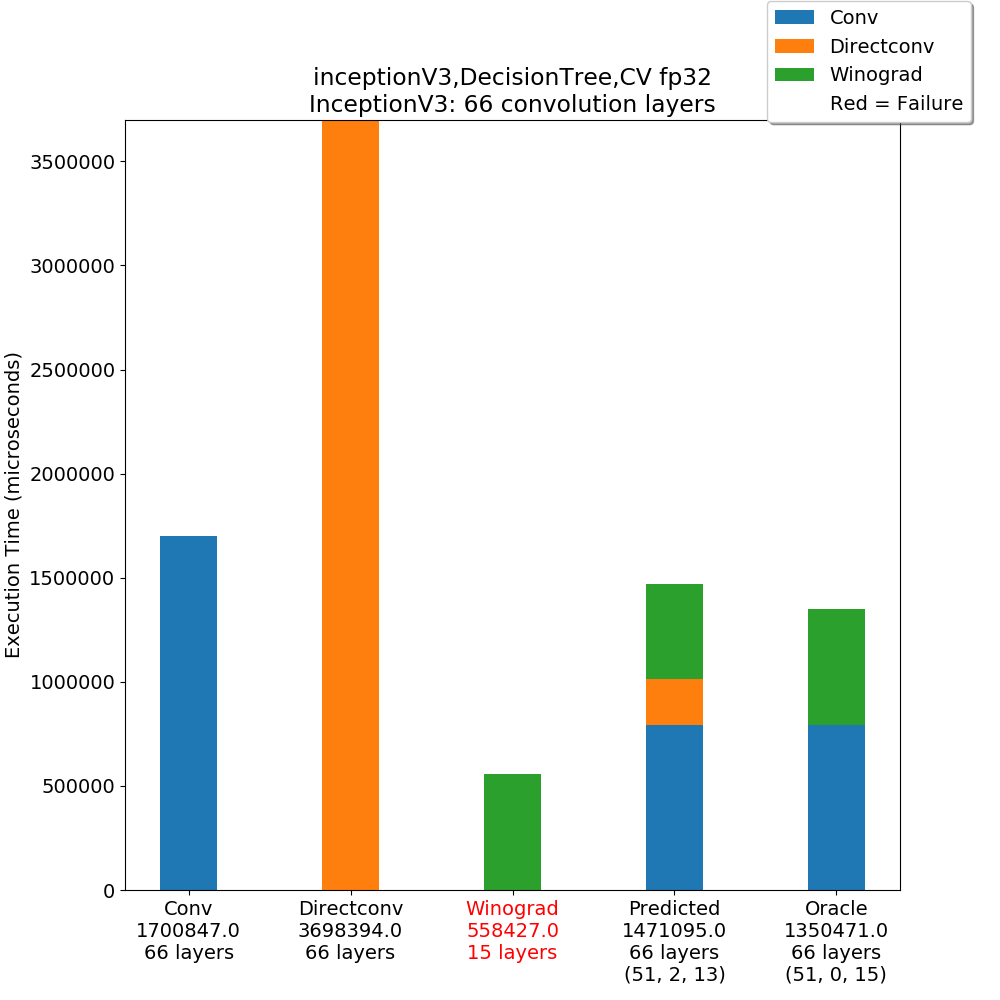 Conv
Directconv
Winograd
Red = Failure
inceptionV3,DecisionTree,CV fp32
InceptionV3: 66 convolution layers
Execution Time (microseconds)
3500000
3000000
2500000
2000000
1500000
1000000
500000
0
Conv
1700847.0
66 layers
Directconv
3698394.0
66 layers
Winograd
558427.0
15 layers
Predicted
1471095.0
66 layers
(51, 2, 13)
Oracle
1350471.0
66 layers
(51, 0, 15)